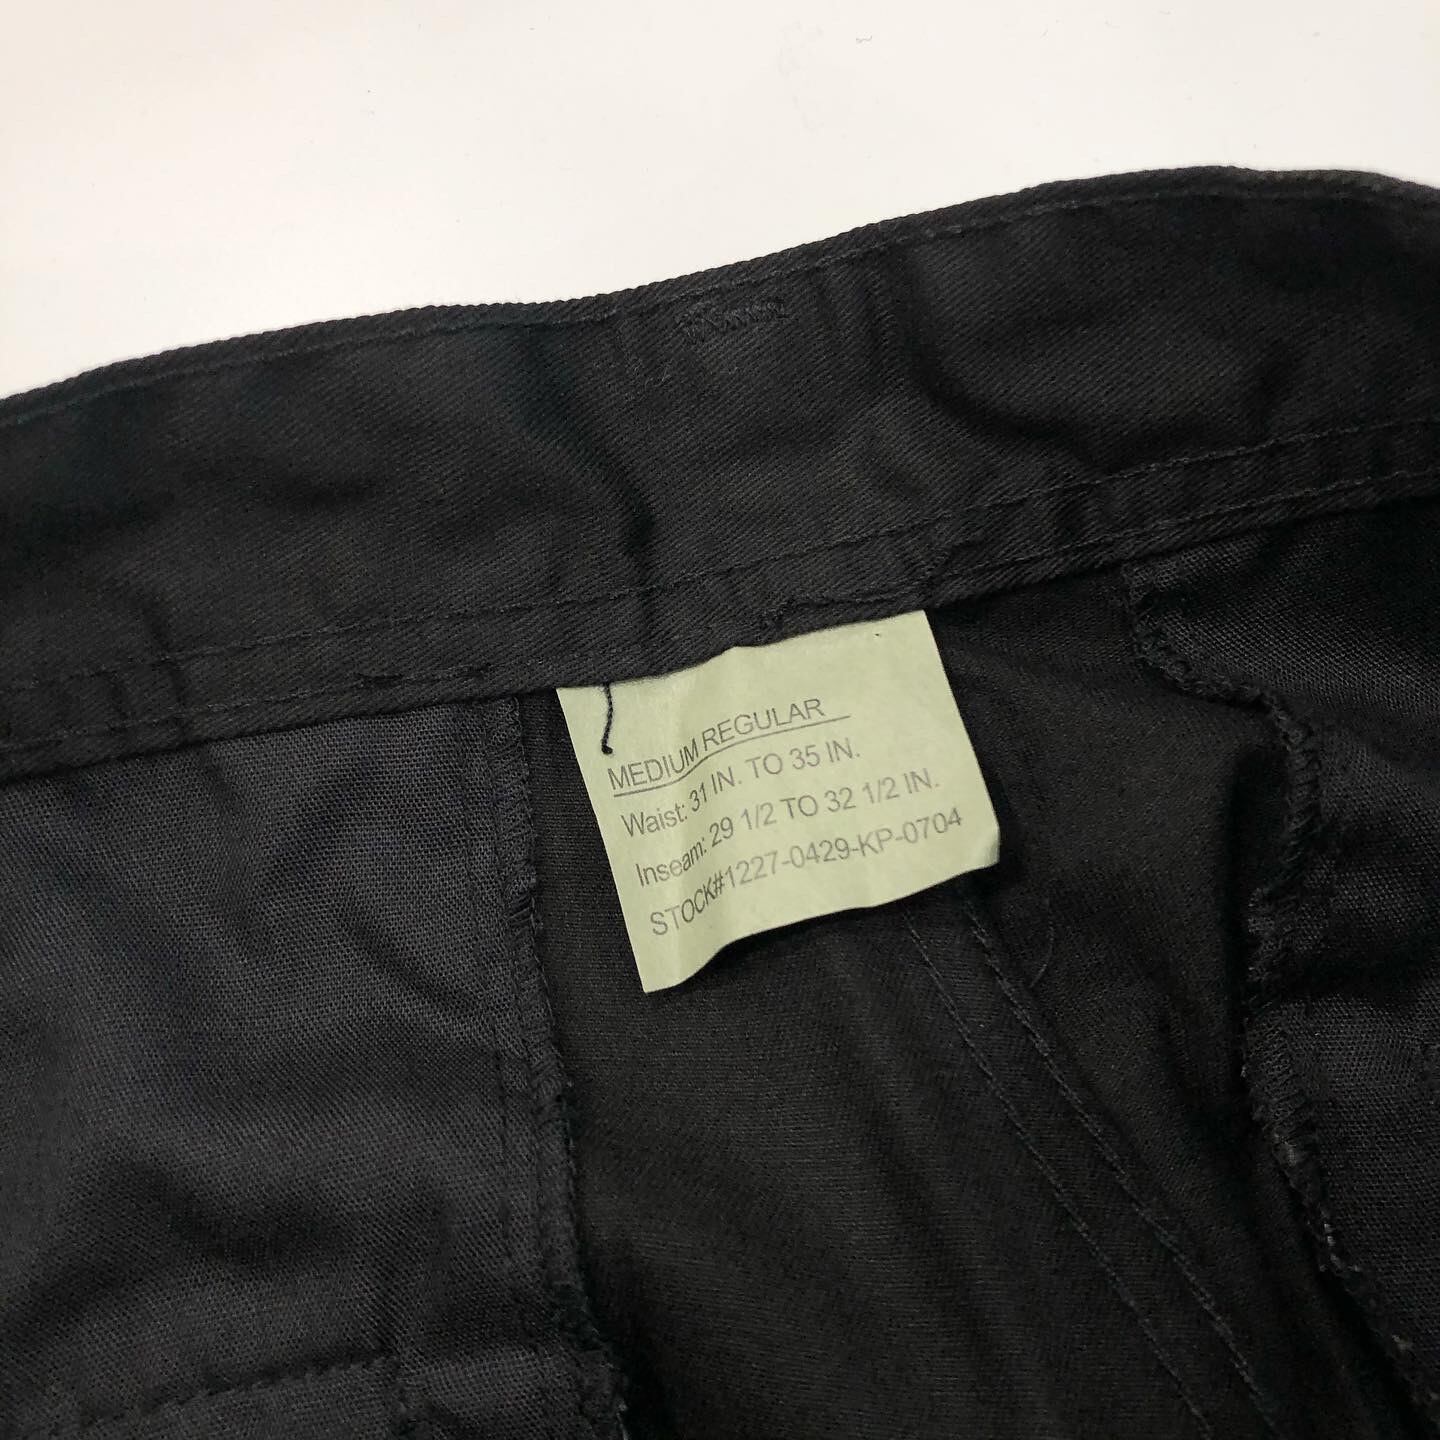 MEDIUM REGULAR
Waist: 31 IN. TO 35 IN.
Inseam: 29 1/2 TO 32 1/2 IN.
STOCK#1227-0429-KP-0704